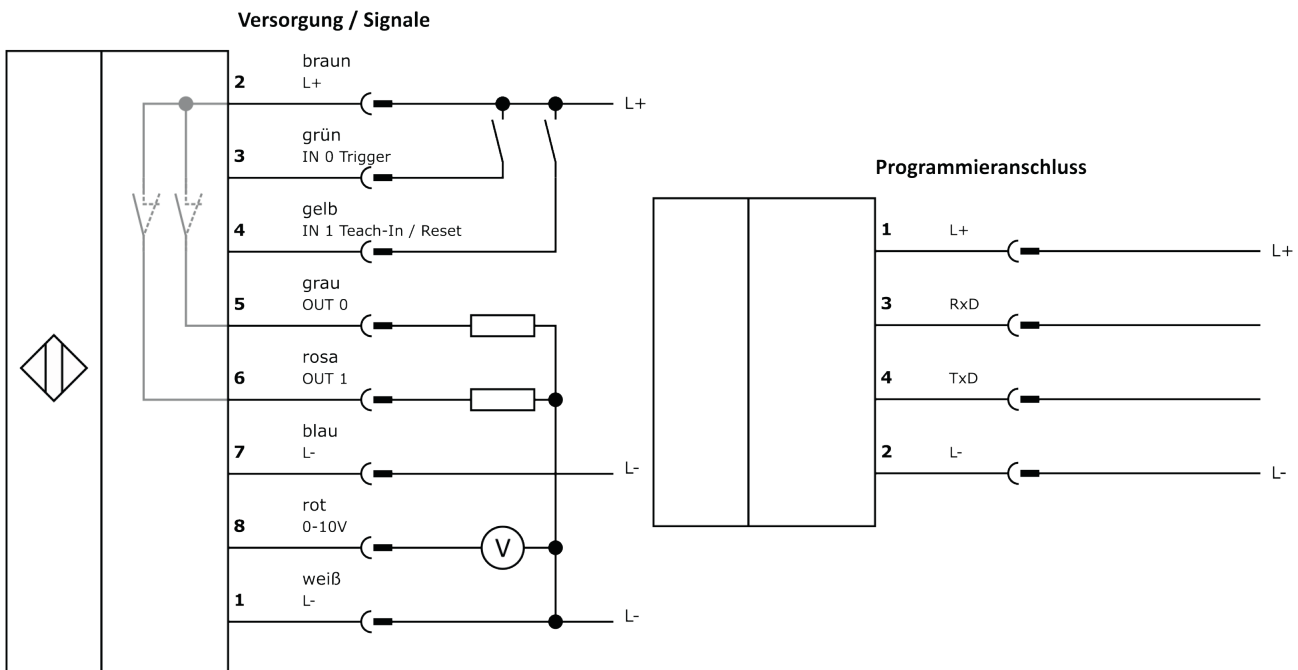 Versorgung / Signale
braun
2 L+
L+
grün
3 IN 0 Trigger
gelb
4 IN 1 Teach-In / Reset
grau
5 OUT 0
rosa
6 OUT 1
blau
7 L-
L-
rot
8 0-10V
V
weiß
1 L-
L-
Programmieranschluss
1 L+
L+
3 RxD
4 TxD
2 L-
L-